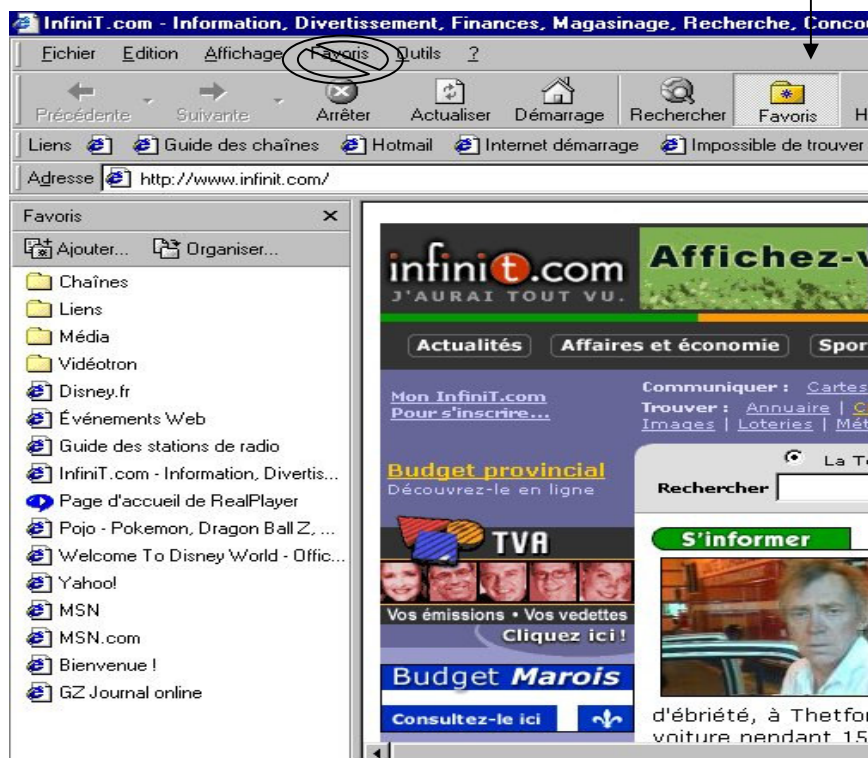 InfiniT.com - Information, Divertissement, Finances, Magasinage, Recherche, Conco
Fichier Edition Affichage Favoris Outils ?
Précédente Suivante Arrêter Actualiser Démarrage Rechercher Favoris H
Liens Guide des chaînes Hotmail Internet démarrage Impossible de trouver
Adresse http://www.infinit.com/
Favoris
Ajouter... Organiser...
Chaînes
Liens
Média
Vidéotron
Disney.fr
Événements Web
Guide des stations de radio
InfiniT.com - Information, Divertis...
Page d'accueil de RealPlayer
Pojo - Pokemon, Dragon Ball Z, ...
Welcome To Disney World - Offic...
Yahoo!
MSN
MSN.com
Bienvenue !
GZ Journal online
infinit.com
J'AURAI TOUT VU.
Affichez-v
Actualités Affaires et économie Spor
Mon InfiniT.com
Pour s'inscrire...
Communiquer : Cartes
Trouver : Annuaire | C
Images | Loteries | Mét
Budget provincial
Découvrez-le en ligne
La To
Rechercher
TVA
Vos émissions • Vos vedettes
Cliquez ici !
Budget Marois
Consultez-le ici
S'informer
d'ébriété, à Thetfor
voiture pendant 15